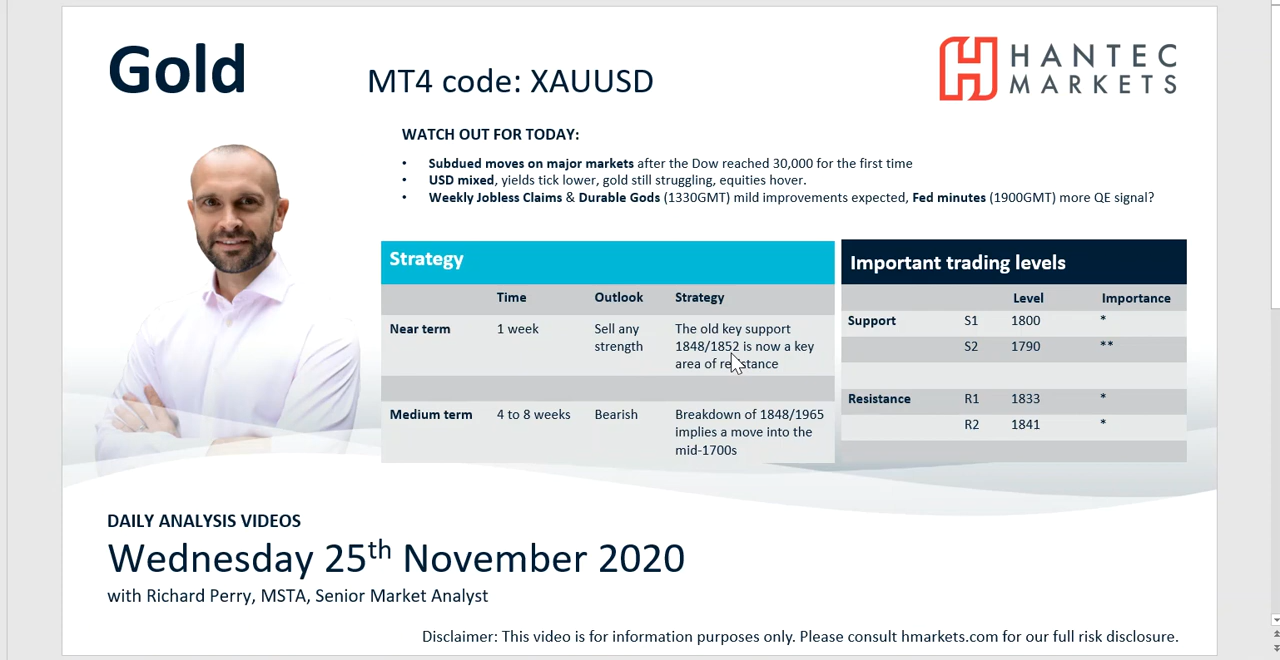 Gold
MT4 code: XAUUSD
HANTEC
MARKETS
WATCH OUT FOR TODAY:
• Subdued moves on major markets after the Dow reached 30,000 for the first time
• USD mixed, yields tick lower, gold still struggling, equities hover.
• Weekly Jobless Claims & Durable Gods (1330GMT) mild improvements expected, Fed minutes (1900GMT) more QE signal?
Strategy
Time Outlook Strategy
Near term 1 week Sell any The old key support
strength 1848/1852 is now a key
area of resistance
Medium term 4 to 8 weeks Bearish Breakdown of 1848/1965
implies a move into the
mid-1700s
Important trading levels
Level Importance
Support S1 1800 *
S2 1790 **
Resistance R1 1833 *
R2 1841 *
DAILY ANALYSIS VIDEOS
Wednesday 25th November 2020
with Richard Perry, MSTA, Senior Market Analyst
Disclaimer: This video is for information purposes only. Please consult hmarkets.com for our full risk disclosure.